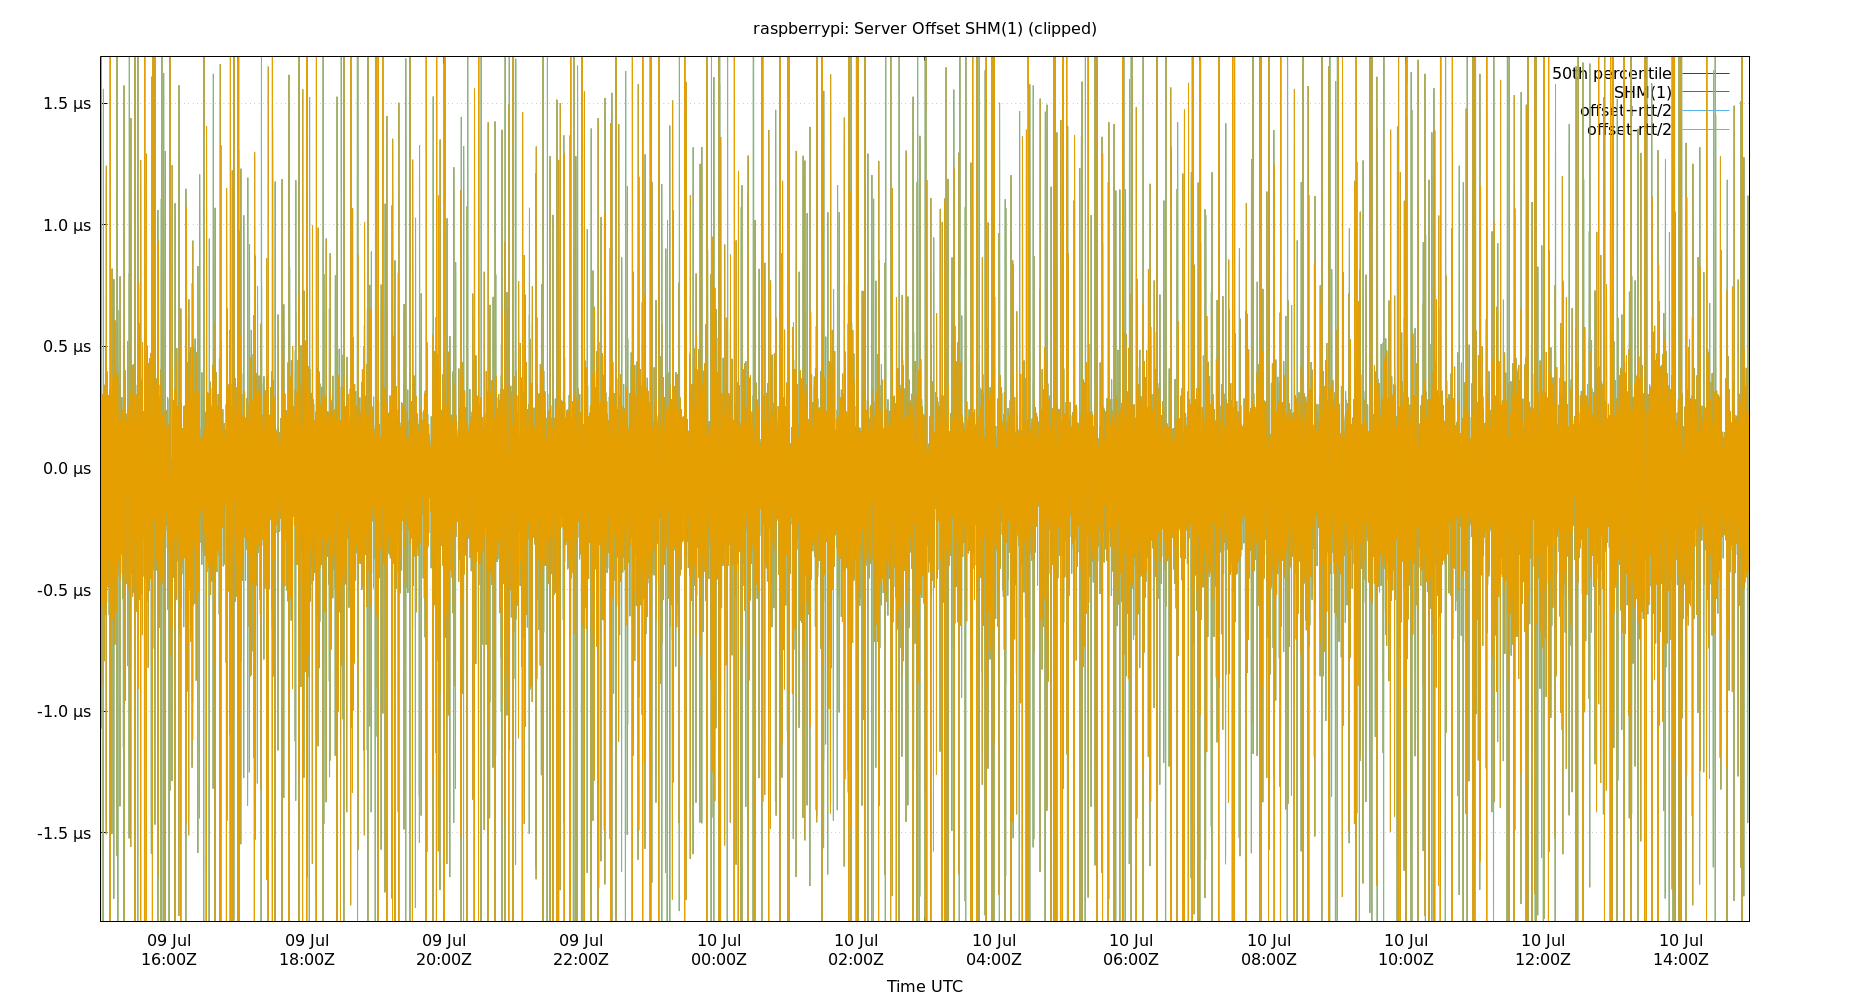 raspberrypi: Server Offset SHM(1) (clipped)
50th percentile
SHM(1)
offset+rtt/2
offset-rtt/2
1.5 µs
1.0 µs
0.5 µs
0.0 µs
-0.5 µs
-1.0 µs
-1.5 µs
09 Jul 09 Jul 09 Jul 09 Jul 10 Jul 10 Jul 10 Jul 10 Jul 10 Jul 10 Jul 10 Jul 10 Jul
16:00Z 18:00Z 20:00Z 22:00Z 00:00Z 02:00Z 04:00Z 06:00Z 08:00Z 10:00Z 12:00Z 14:00Z
Time UTC